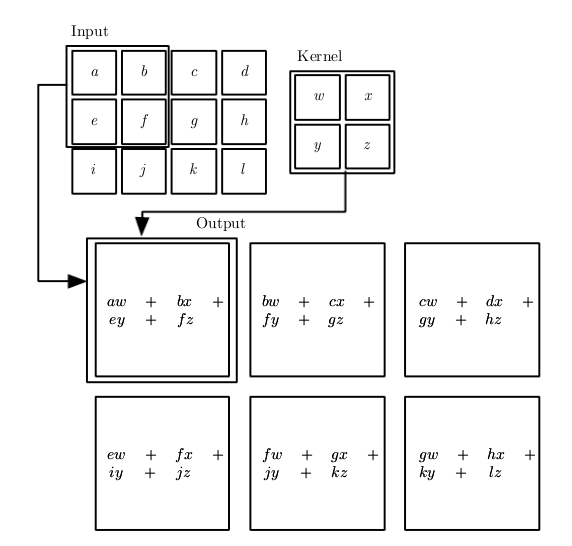 Input
Kernel
a b c d
w x
e f g h
y z
i j k l
Output
aw + bx +
ey + fz
bw + cx +
fy + gz
cw + dx +
gy + hz
ew + fx +
iy + jz
fw + gx +
jy + kz
gw + hx +
ky + lz